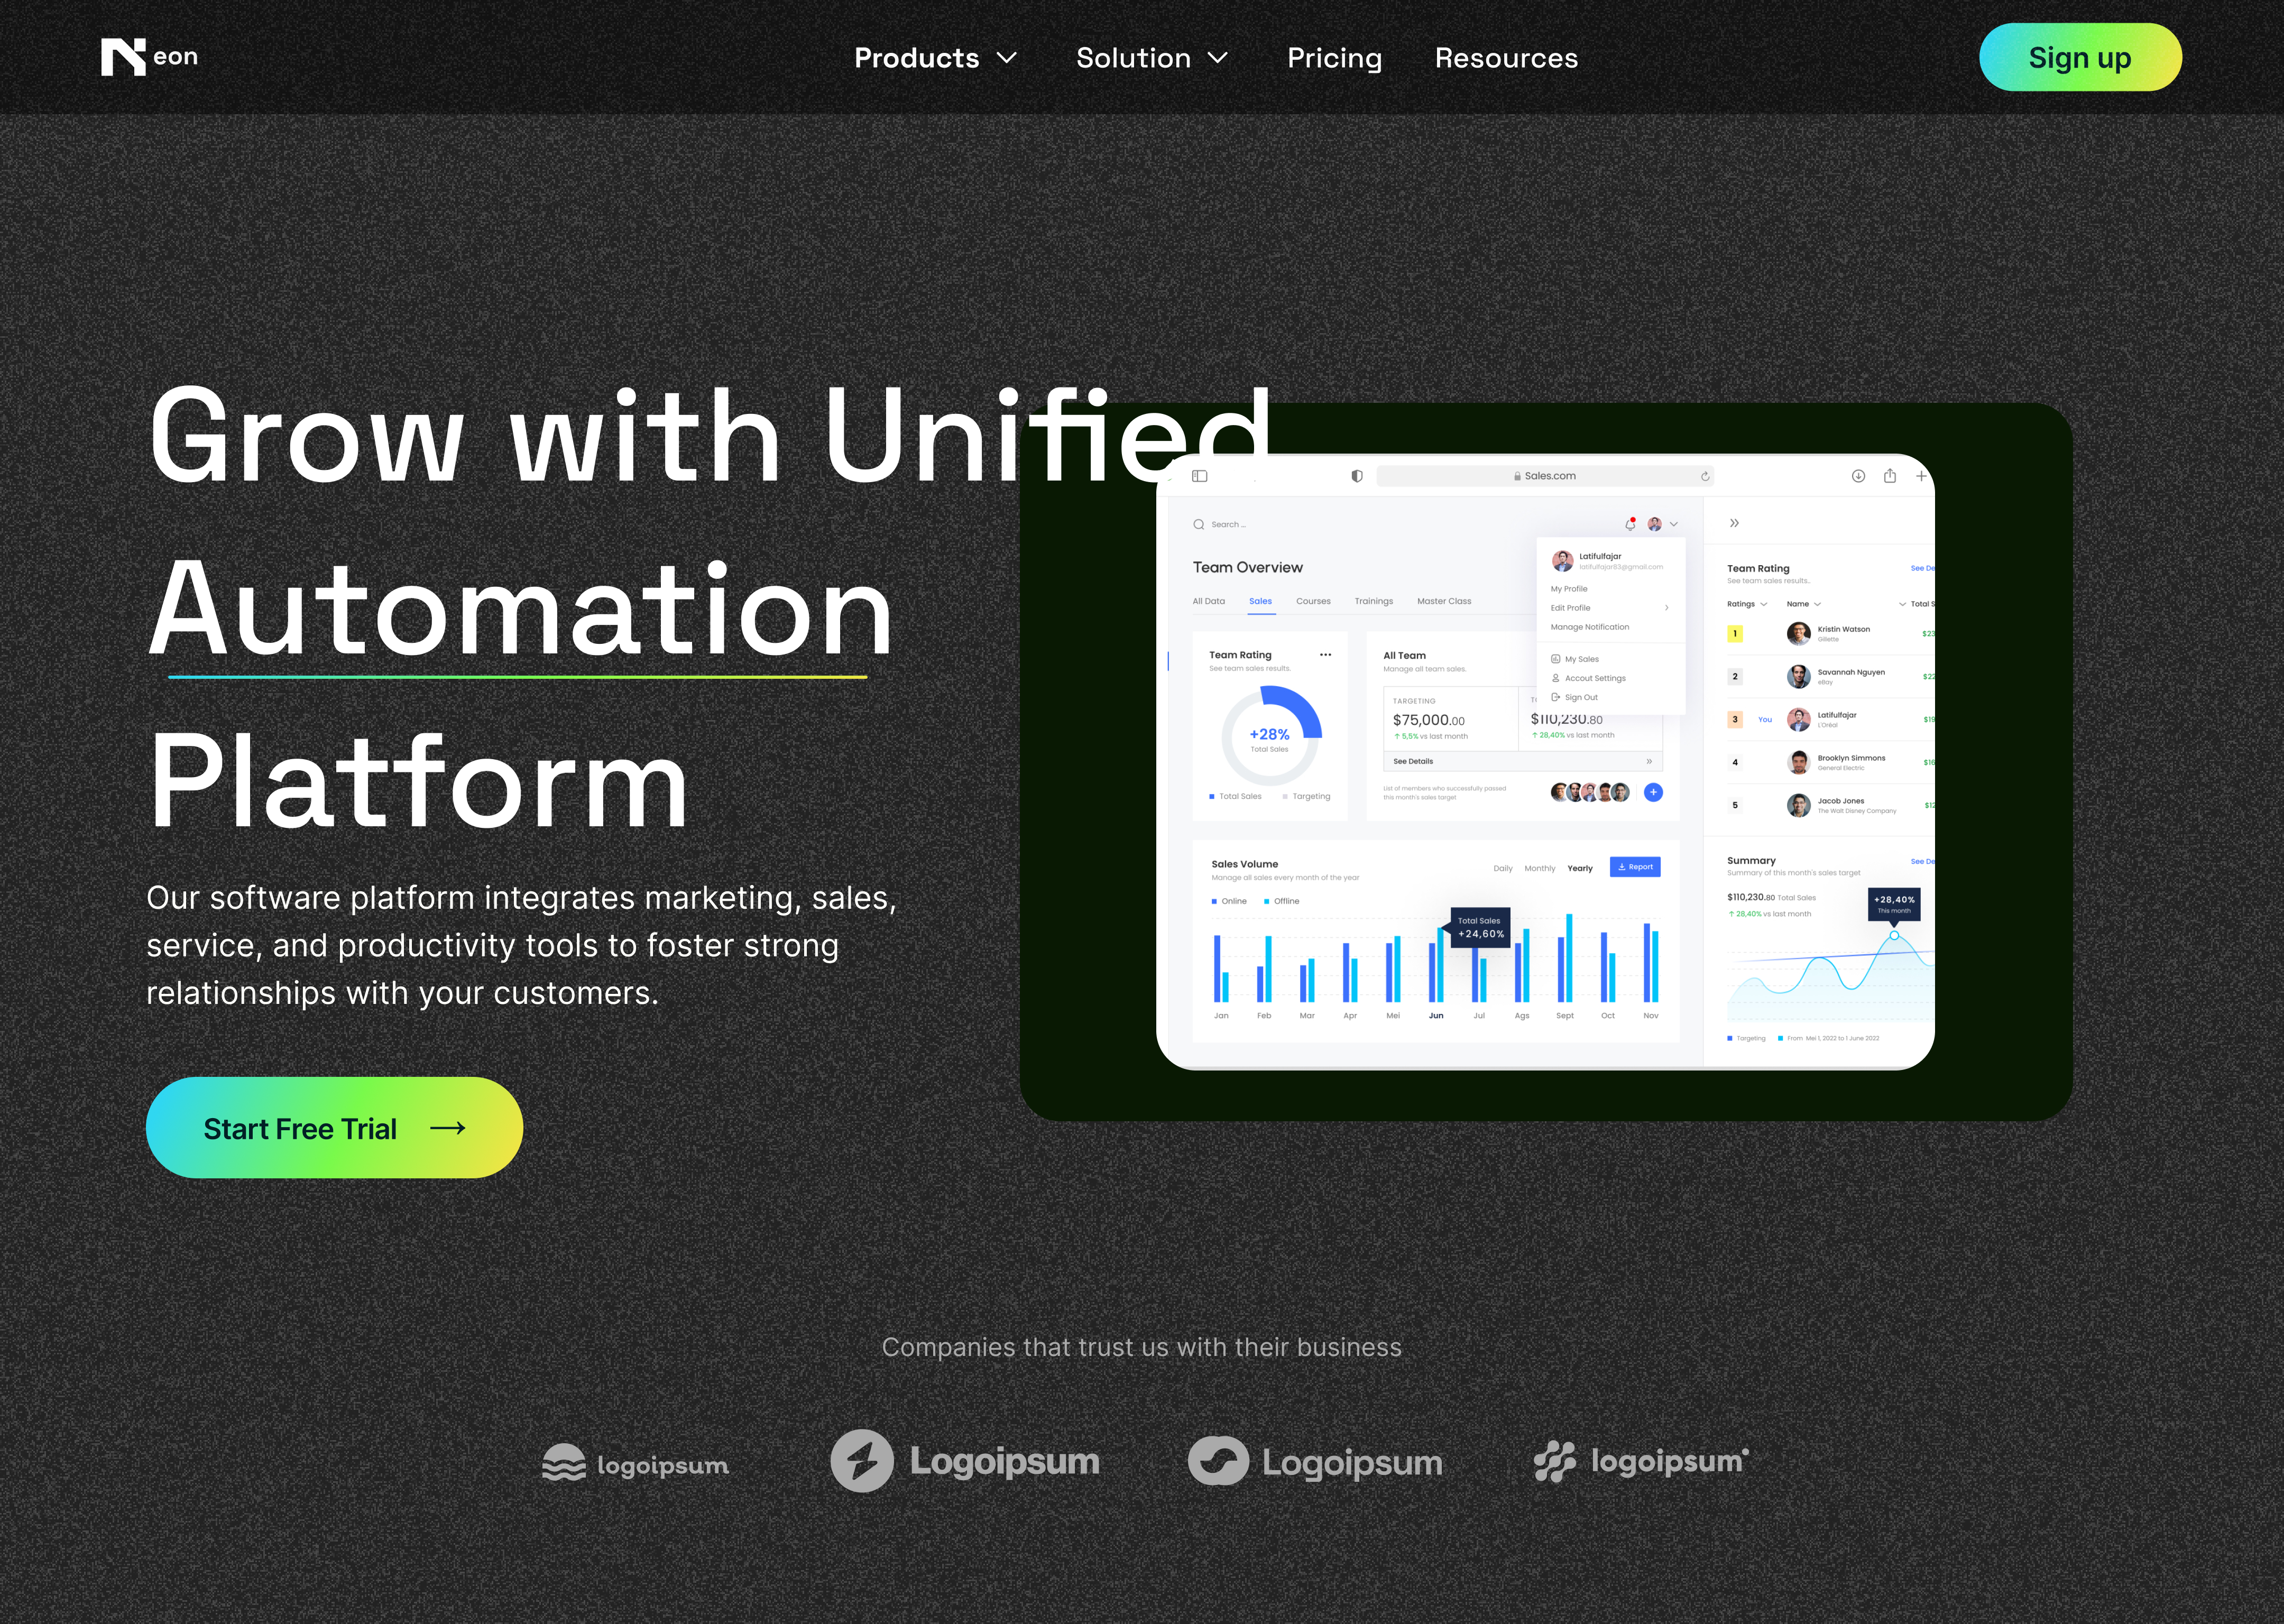 Neon
Products
Solution
Pricing
Resources
Sign up
Grow with Unified
Automation
Platform
Our software platform integrates marketing, sales,
service, and productivity tools to foster strong
relationships with your customers.
Start Free Trial
Sales.com
Search ...
Team Overview
All Data
Sales
Courses
Trainings
Master Class
Latifulfajar
latifulfajar83@gmail.com
My Profile
Edit Profile
Manage Notification
My Sales
Accout Settings
Sign Out
Team Rating
See team sales results.
+28%
Total Sales
Total Sales
Targeting
All Team
Manage all team sales.
TARGETING
$75,000.00
5,5% vs last month
$110,230.80
28,40% vs last month
See Details
List of members who successfully passed
this month's sales target
Sales Volume
Manage all sales every month of the year
Daily
Monthly
Yearly
Report
Online
Offline
Total Sales
+24,60%
Jan
Feb
Mar
Apr
Mei
Jun
Jul
Ags
Sept
Oct
Nov
Team Rating
See De
See team sales results..
Ratings
Name
Total S
1
Kristin Watson
Gillette
$23
2
Savannah Nguyen
eBay
$22
3
You
Latifulfajar
L'Oréal
$19
4
Brooklyn Simmons
General Electric
$16
5
Jacob Jones
The Walt Disney Company
$12
Summary
See De
Summary of this month's sales target
$110,230.80 Total Sales
28,40% vs last month
+28,40%
This month
Targeting
From Mei 1, 2022 to 1 June 2022
Companies that trust us with their business
logoipsum
Logoipsum
Logoipsum
logoipsum